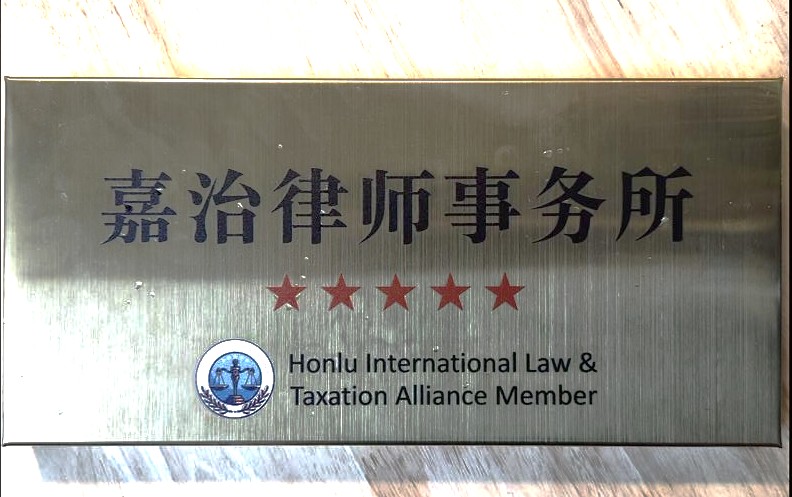 嘉治律师事务所
Honlu International Law &
Taxation Alliance Member